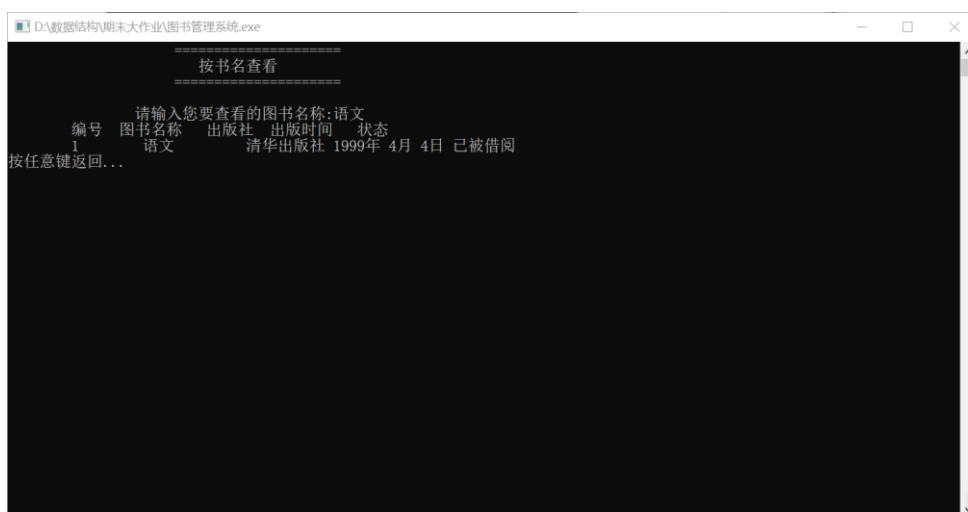 D:\数据结构\期末大作业\图书管理系统.exe
=====================
按书名查看
=====================
请输入您要查看的图书名称:语文
编号 图书名称 出版社 出版时间 状态
1 语文 清华出版社 1999年 4月 4日 已被借阅
按任意键返回...